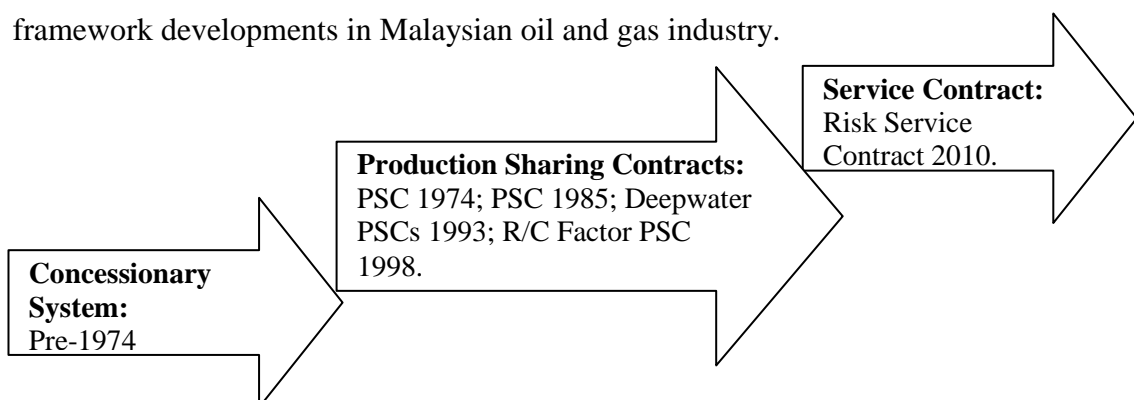 framework developments in Malaysian oil and gas industry.
Service Contract:
Risk Service
Contract 2010.
Production Sharing Contracts:
PSC 1974; PSC 1985; Deepwater
PSCs 1993; R/C Factor PSC
1998.
Concessionary
System:
Pre-1974